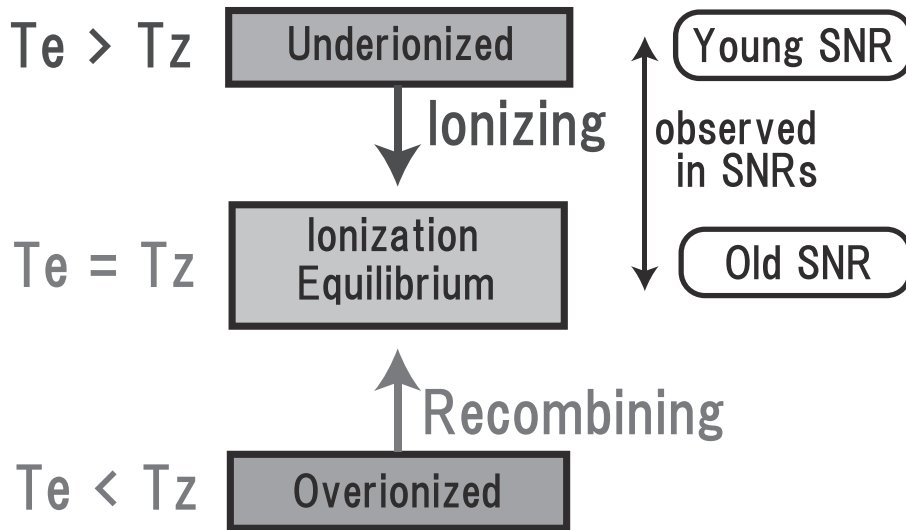 Te > Tz
Underionized
Young SNR
Ionizing
observed
in SNRs
Te = Tz
Ionization
Equilibrium
Old SNR
Recombining
Te < Tz
Overionized